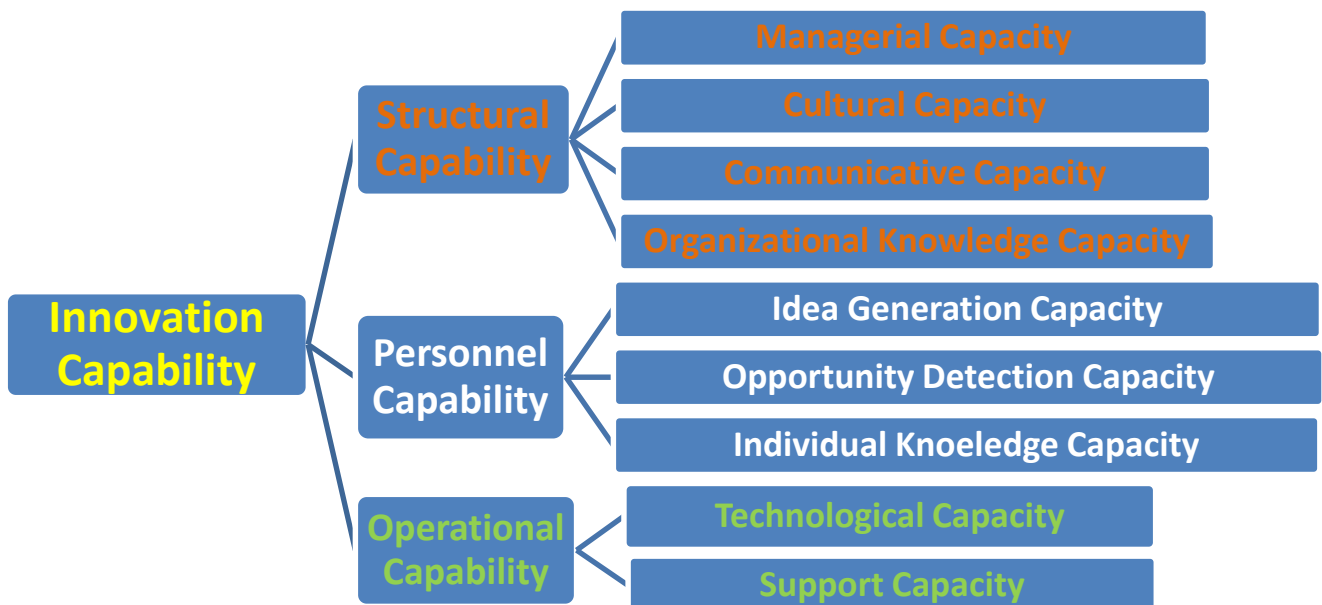 Innovation
Capability
Structural
Capability
Managerial Capacity
Cultural Capacity
Communicative Capacity
Organizational Knowledge Capacity
Personnel
Capability
Idea Generation Capacity
Opportunity Detection Capacity
Individual Knoeledge Capacity
Operational
Capability
Technological Capacity
Support Capacity